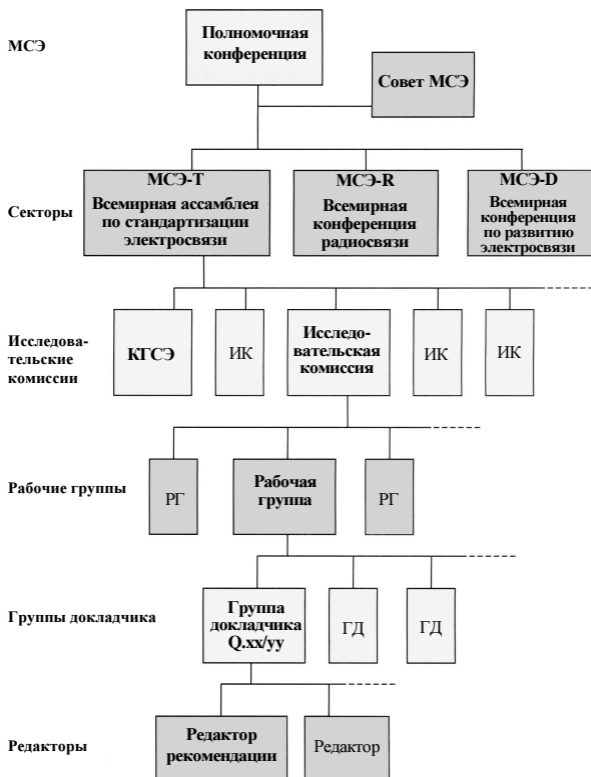 МСЭ
Полномочная
конференция
Совет МСЭ
Секторы
МСЭ-Т
Всемирная ассамблея
по стандартизации
электросвязи
МСЭ-R
Всемирная
конференция
радиосвязи
МСЭ-D
Всемирная
конференция
по развитию
электросвязи
Исследова-
тельские
комиссии
КГСЭ
ИК
Исследо-
вательская
комиссия
ИК
ИК
Рабочие группы
РГ
Рабочая
группа
РГ
Группы докладчика
Группа
докладчика
Q.xx/yy
ГД
ГД
Редакторы
Редактор
рекомендации
Редактор